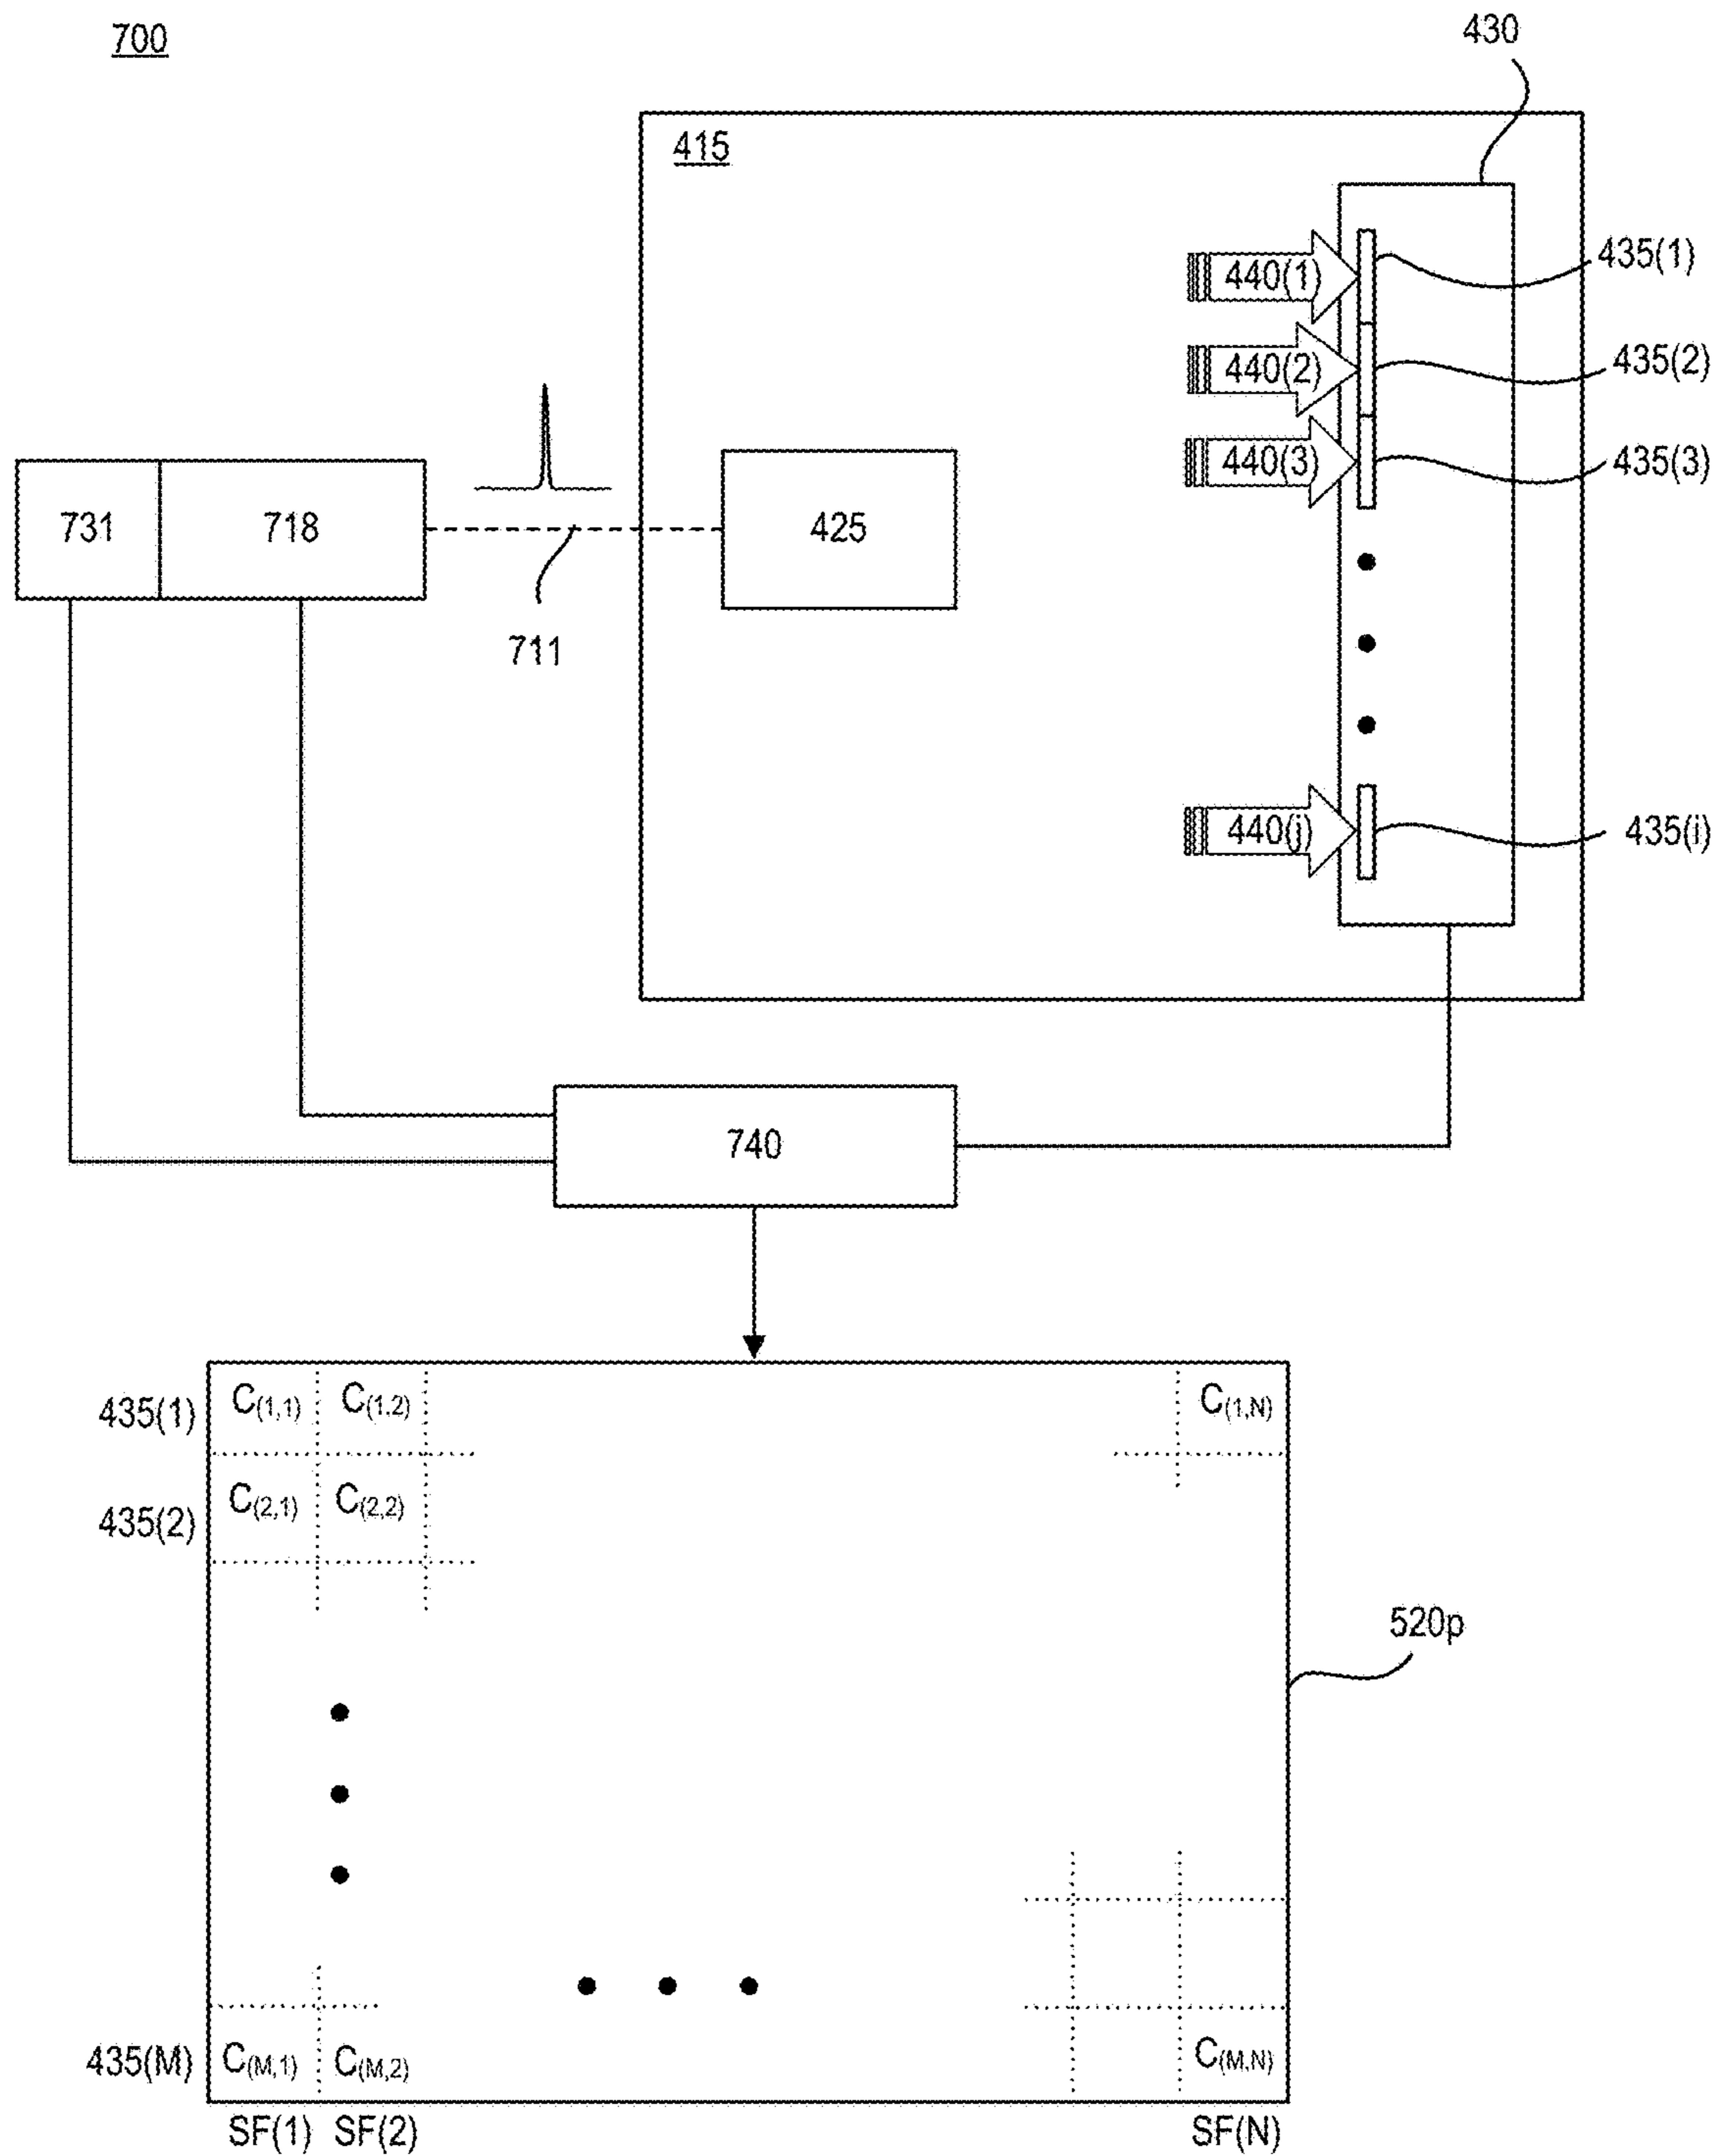 700
430
415
440(1)
435(1)
440(2)
435(2)
440(3)
435(3)
731
718
425
711
440(j)
435(i)
740
435(1)
C(1,1)
C(1,2)
C(1,N)
435(2)
C(2,1)
C(2,2)
520p
435(M)
C(M,1)
C(M,2)
C(M,N)
SF(1)
SF(2)
SF(N)